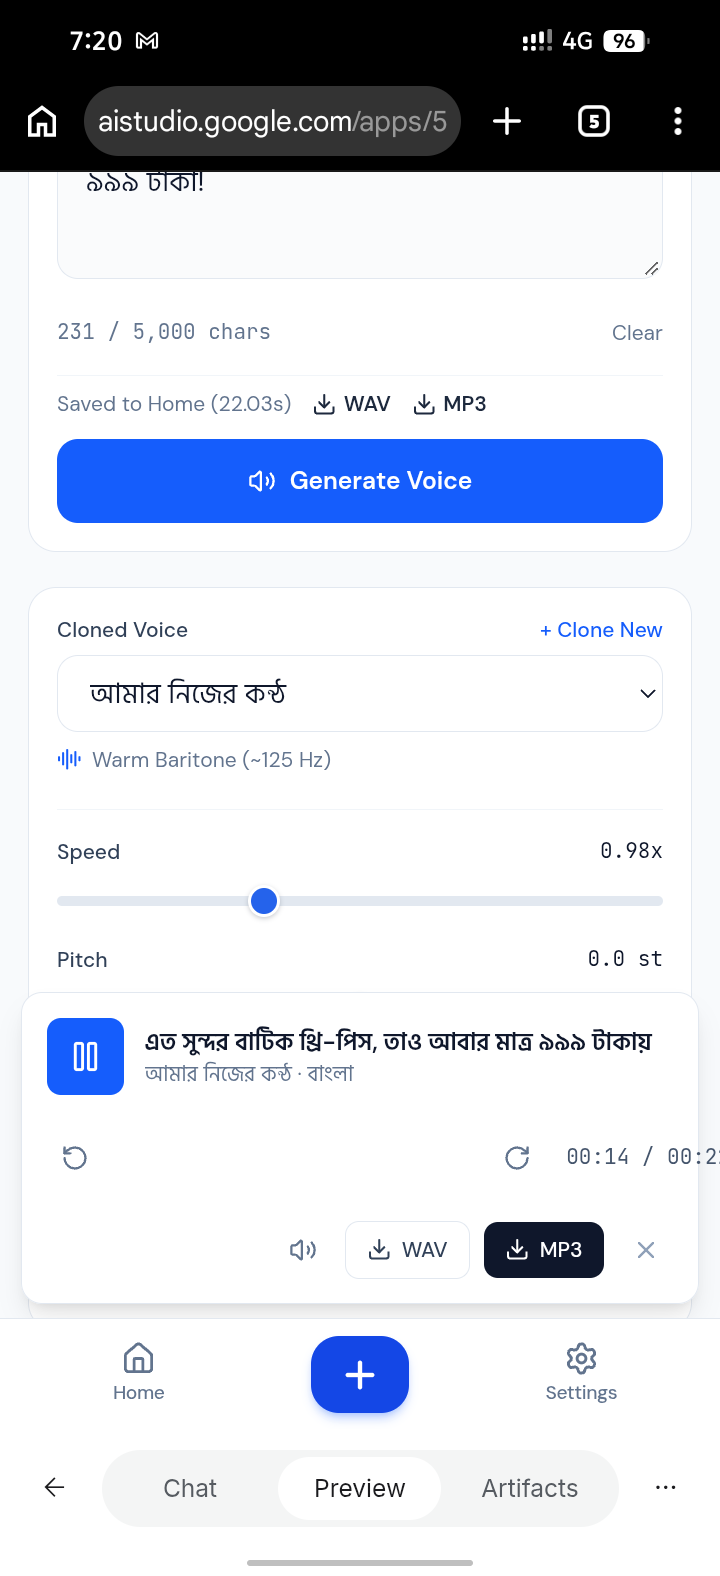 7:20
4G 96
aistudio.google.com/apps/5
5
৯৯৯ টাকা!
231 / 5,000 chars
Clear
Saved to Home (22.03s)
WAV
MP3
Generate Voice
Cloned Voice
+ Clone New
আমার নিজের কন্ঠ
Warm Baritone (~125 Hz)
Speed
0.98x
Pitch
0.0 st
এত সুন্দর বাটিক থ্রি-পিস, তাও আবার মাত্র ৯৯৯ টাকায়
আমার নিজের কন্ঠ · বাংলা
00:14 / 00:2
WAV
MP3
Home
Settings
Chat
Preview
Artifacts